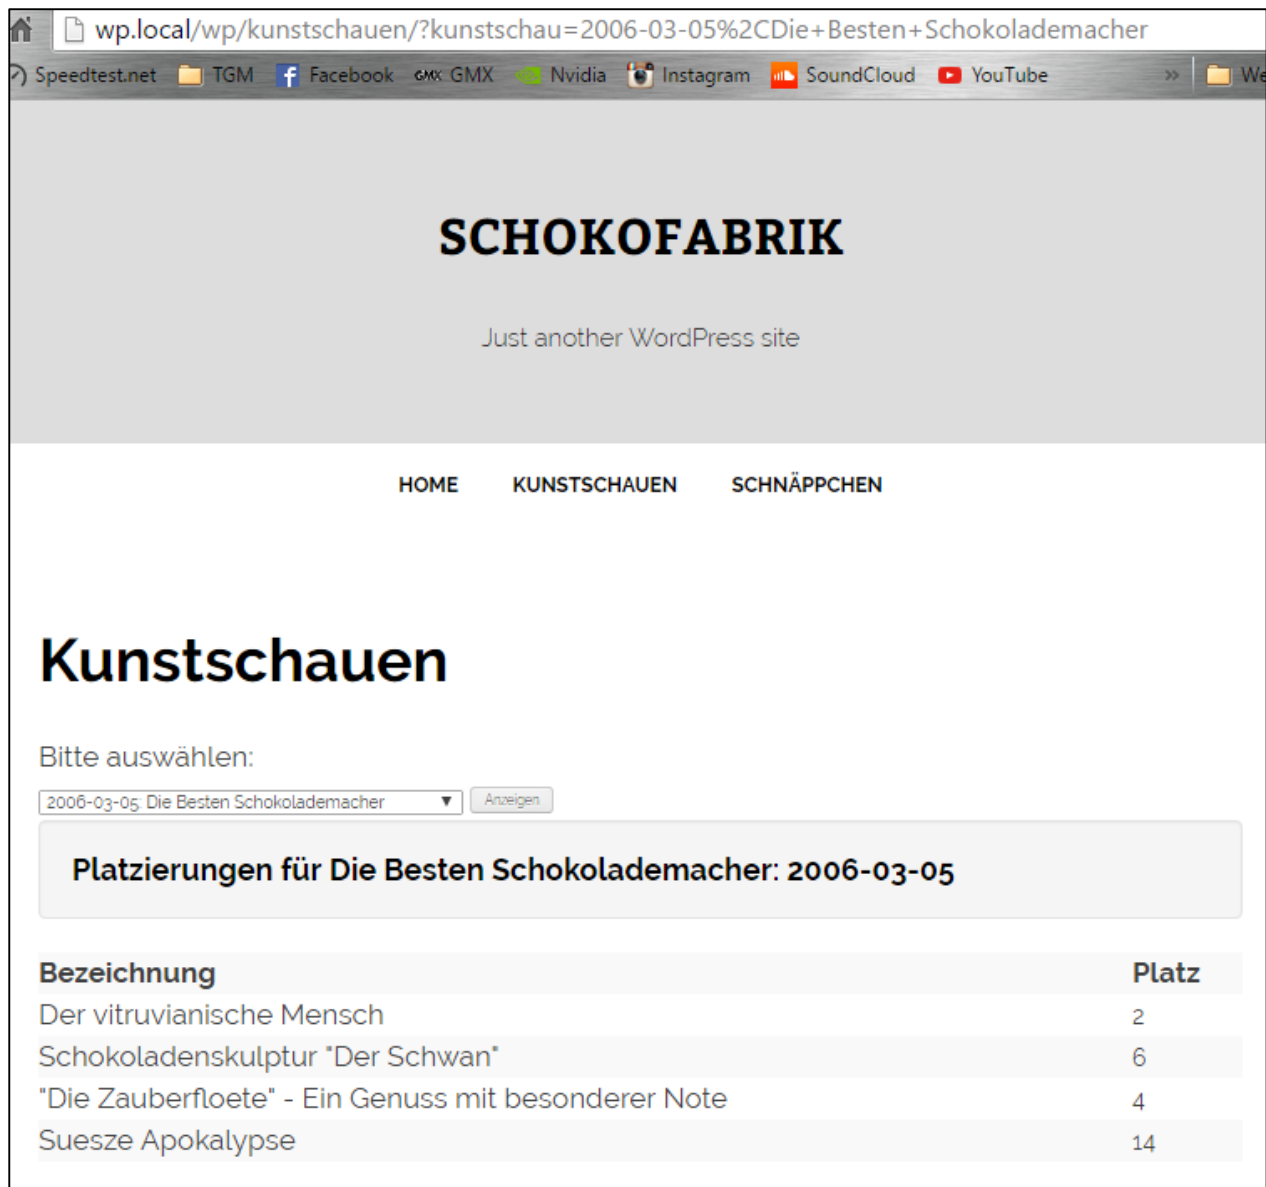 wp.local/wp/kunstschauen/?kunstschau=2006-03-05%2CDie+Besten+Schokolademacher
Speedtest.net TGM Facebook GMX GMX Nvidia Instagram SoundCloud YouTube » We
SCHOKOFABRIK
Just another WordPress site
HOME KUNSTSCHAUEN SCHNÄPPCHEN
Kunstschauen
Bitte auswählen:
2006-03-05: Die Besten Schokolademacher ▼ Anzeigen
Platzierungen für Die Besten Schokolademacher: 2006-03-05
Bezeichnung Platz
Der vitruvianische Mensch 2
Schokoladenskulptur "Der Schwan" 6
"Die Zauberfloete" - Ein Genuss mit besonderer Note 4
Suesze Apokalypse 14